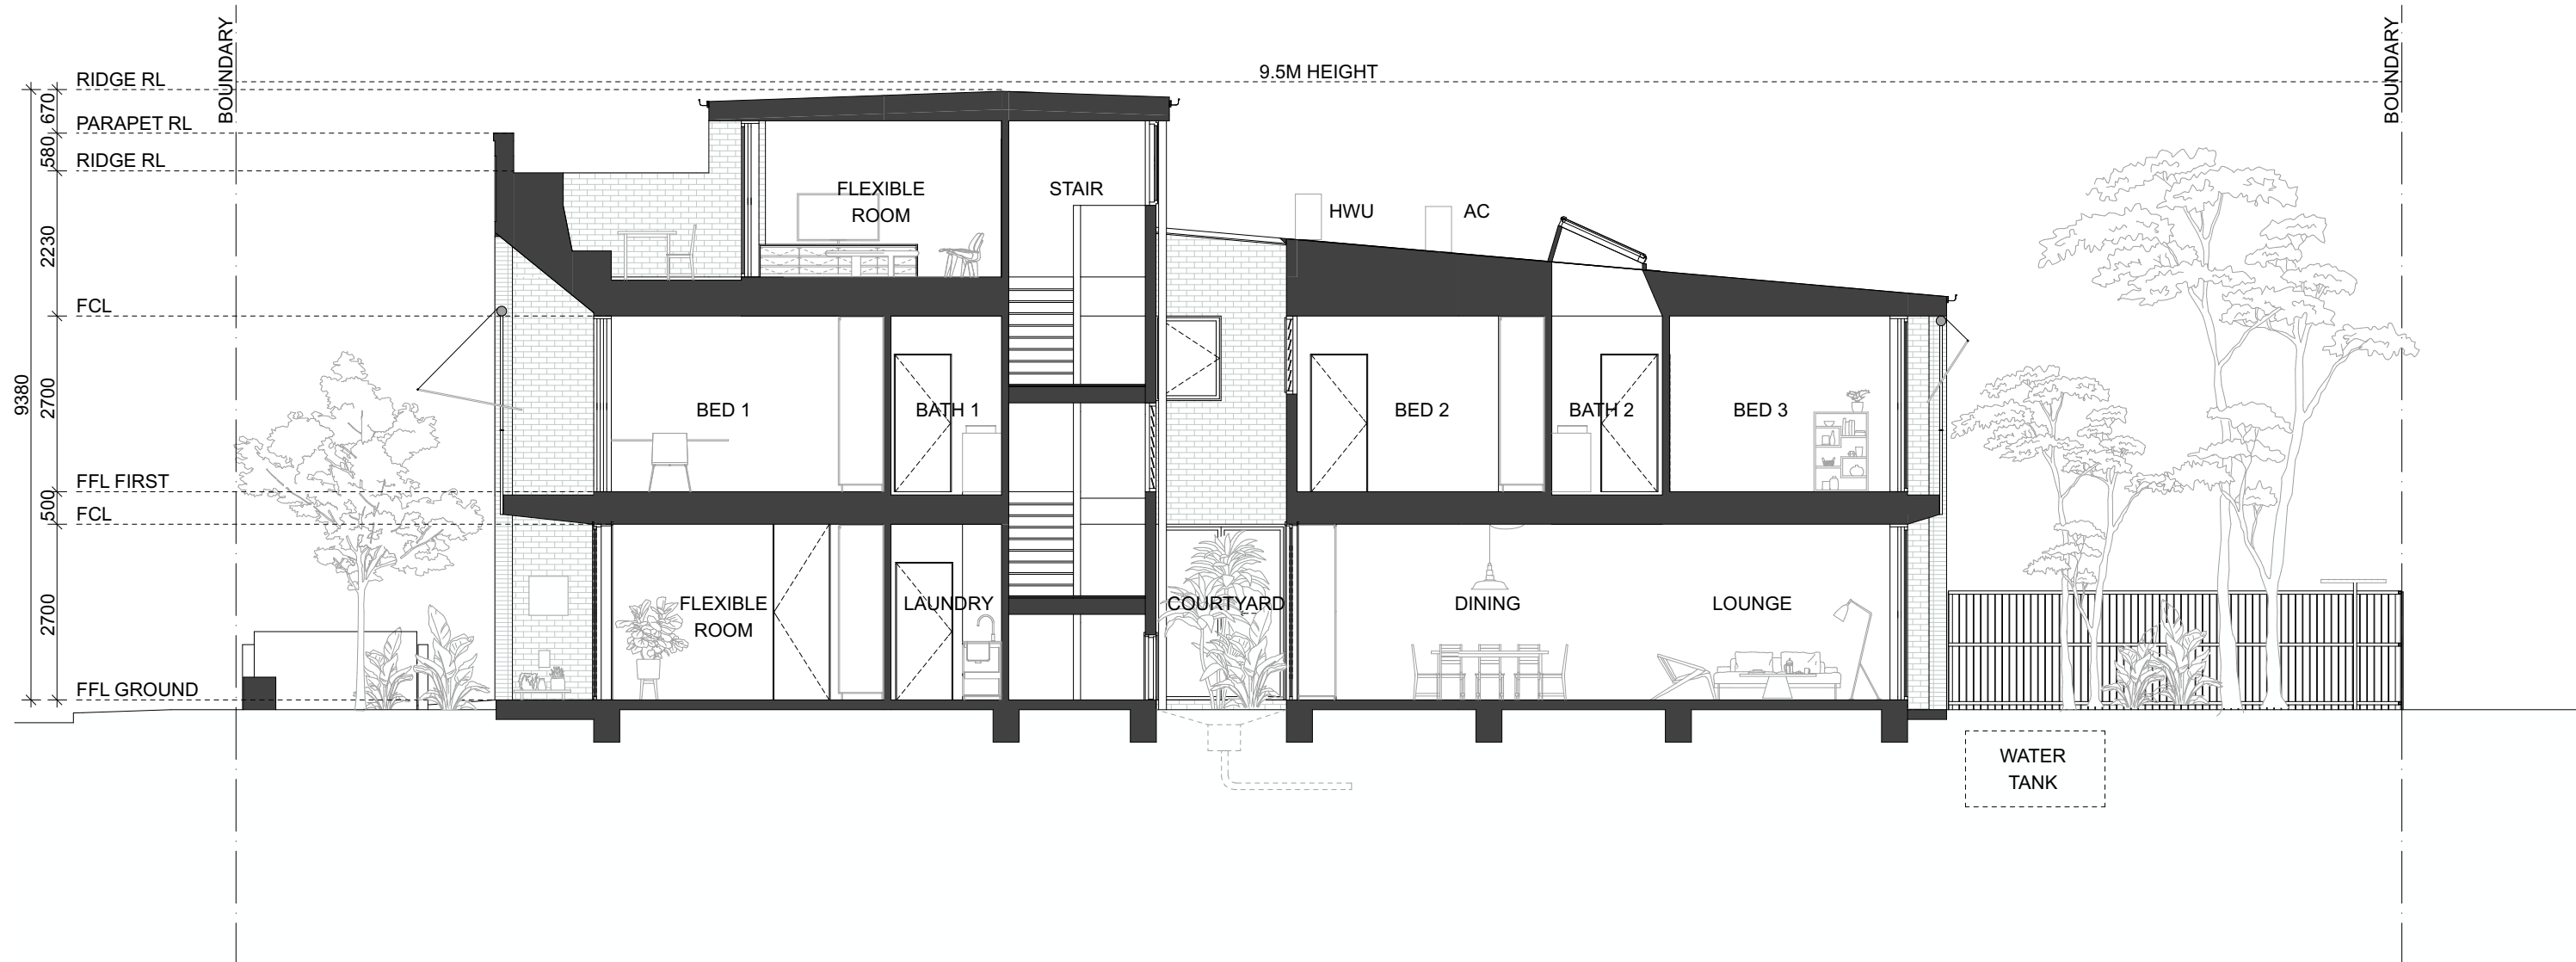 BOUNDARY
BOUNDARY
9.5M HEIGHT
RIDGE RL
670
PARAPET RL
580
RIDGE RL
2230
FCL
2700
9380
FFL FIRST
500
FCL
2700
FFL GROUND
FLEXIBLE
ROOM
STAIR
HWU
AC
BED 1
BATH 1
BED 2
BATH 2
BED 3
FLEXIBLE
ROOM
LAUNDRY
COURTYARD
DINING
LOUNGE
WATER
TANK